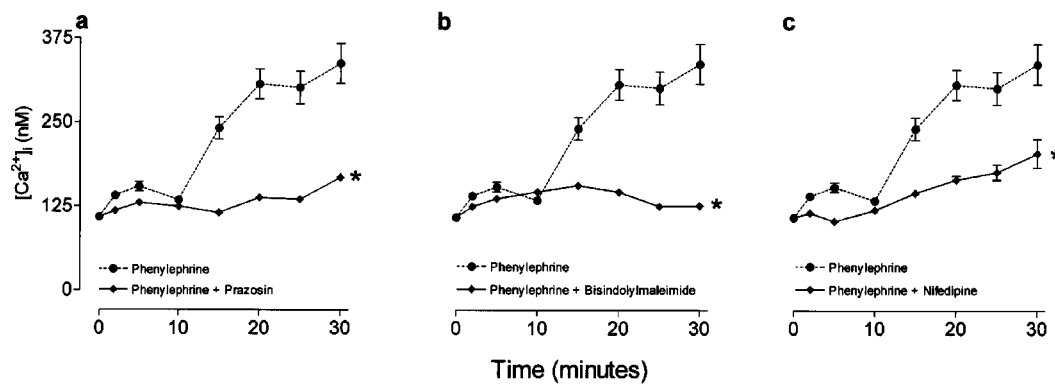 a
b
c
375
250
125
0
[Ca²⁺]ᵢ (nM)
*
*
*
Phenylephrine
Phenylephrine + Prazosin
Phenylephrine
Phenylephrine + Bisindolylmaleimide
Phenylephrine
Phenylephrine + Nifedipine
0 10 20 30
0 10 20 30
0 10 20 30
Time (minutes)